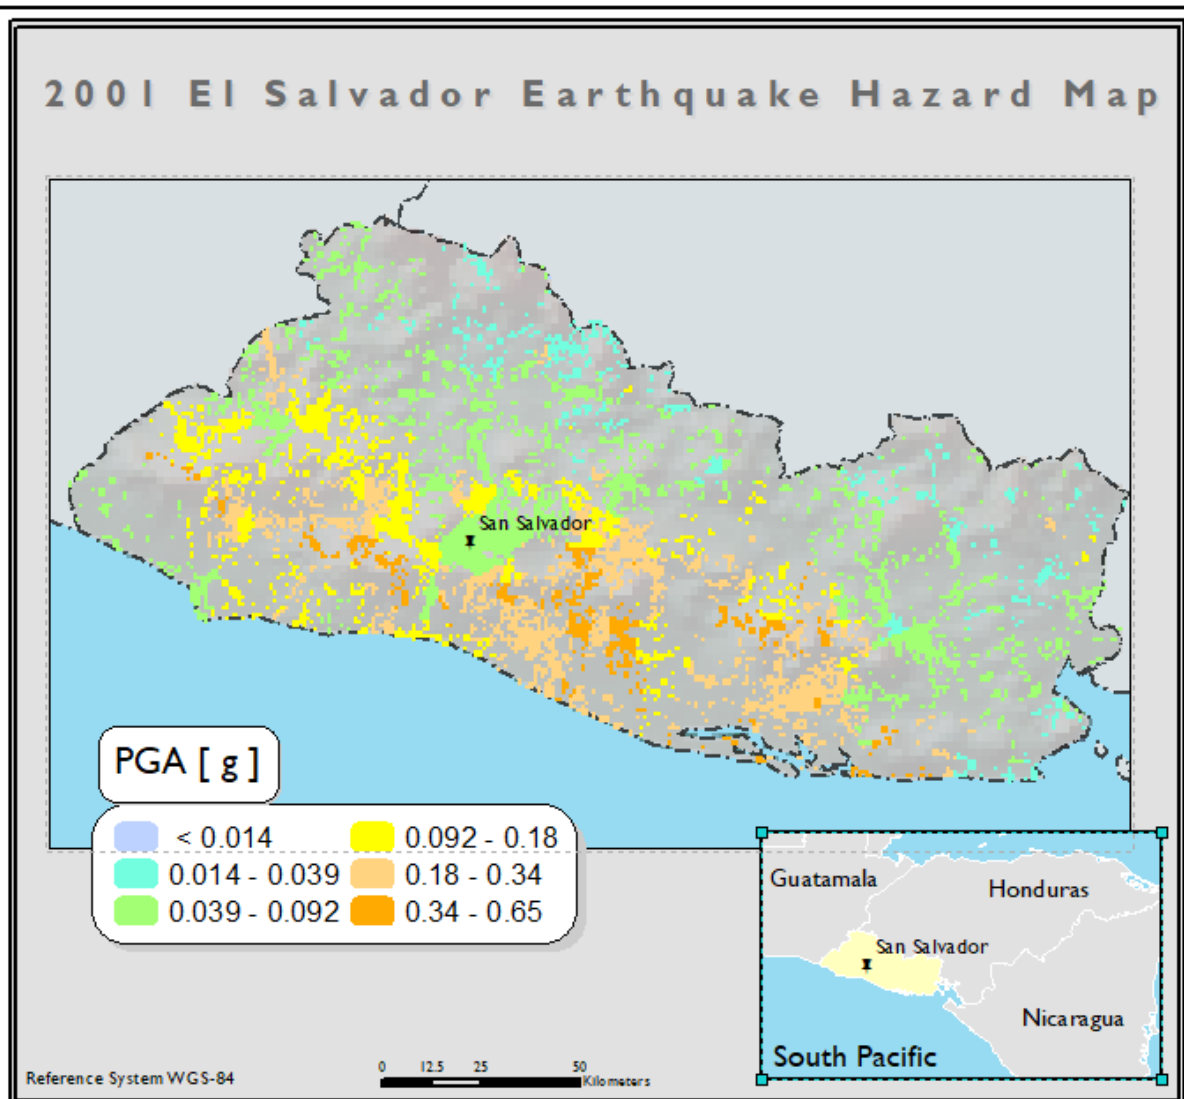 2001 El Salvador Earthquake Hazard Map
San Salvador
PGA [ g ]
< 0.014
0.092 - 0.18
0.014 - 0.039
0.18 - 0.34
0.039 - 0.092
0.34 - 0.65
Guatamala
Honduras
San Salvador
Nicaragua
South Pacific
Reference System WGS-84
0 12.5 25 50
Kilometers